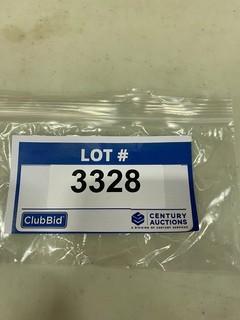 LOT #
3328
ClubBid
CENTURY
AUCTIONS
A DIVISION OF CENTURY SERVICES